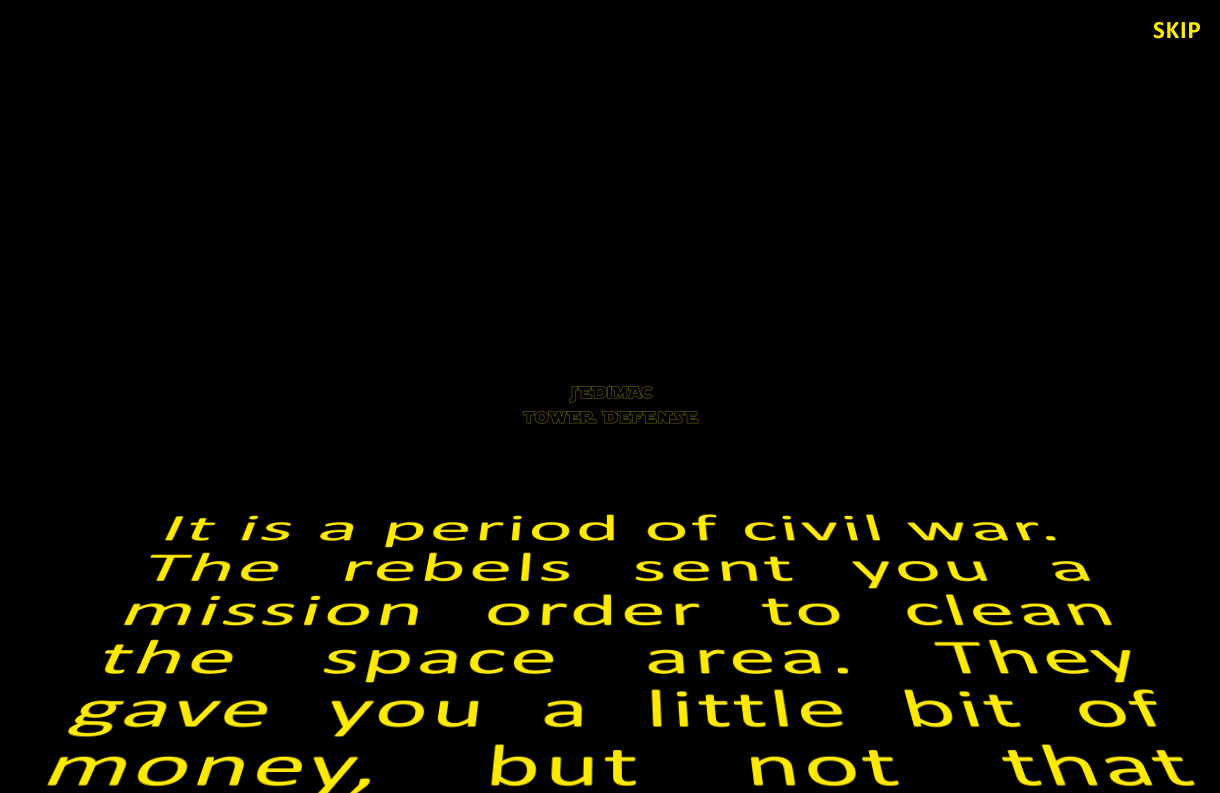 SKIP
JEDIMAC
TOWER DEFENSE
It is a period of civil war.
The rebels sent you a
mission order to clean
the space area. They
gave you a little bit of
money, but not that